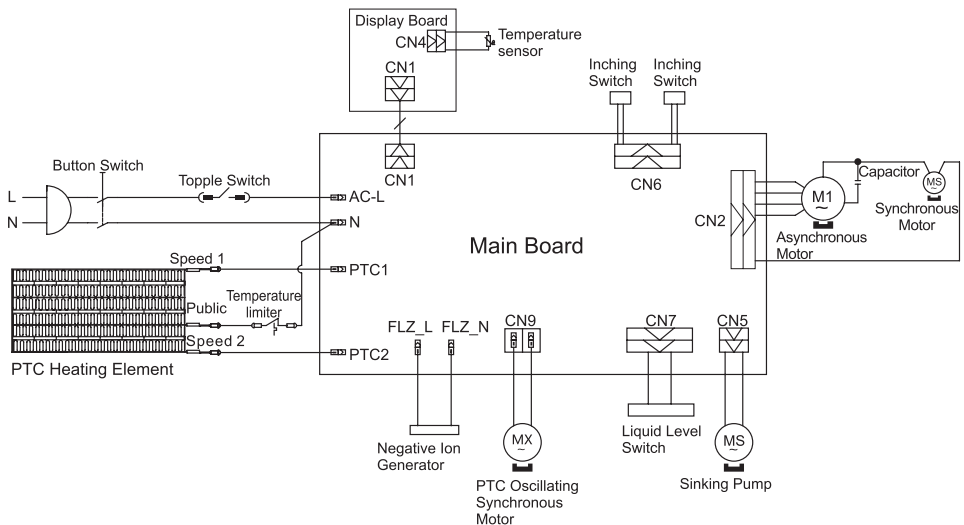 Display Board
CN4
Temperature
sensor
CN1
Inching
Switch
Inching
Switch
CN1
CN6
Button Switch
Topple Switch
L
N
AC-L
N
Main Board
CN2
M1
~
Capacitor
MS
~
Synchronous
Motor
Asynchronous
Motor
Speed 1
PTC1
Public
Temperature
limiter
Speed 2
PTC2
PTC Heating Element
FLZ_L
FLZ_N
CN9
CN7
CN5
Negative Ion
Generator
MX
~
PTC Oscillating
Synchronous
Motor
Liquid Level
Switch
MS
~
Sinking Pump